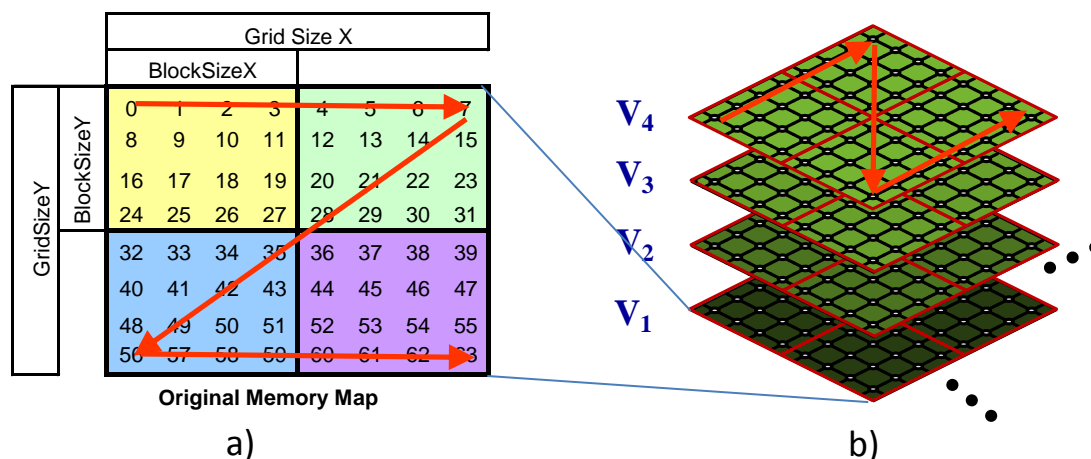 Grid Size X
BlockSizeX
GridSizeY
BlockSizeY
0 1 2 3 4 5 6 7
8 9 10 11 12 13 14 15
16 17 18 19 20 21 22 23
24 25 26 27 28 29 30 31
32 33 34 35 36 37 38 39
40 41 42 43 44 45 46 47
48 49 50 51 52 53 54 55
56 57 58 59 60 61 62 63
Original Memory Map
a)
V4
V3
V2
V1
b)